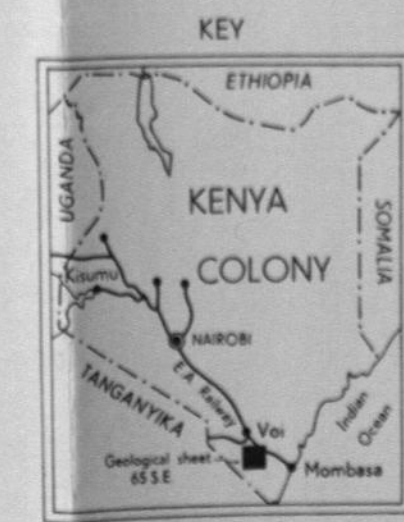 KEY
ETHIOPIA
UGANDA
KENYA
COLONY
SOMALIA
Kisumu
NAIROBI
TANGANYIKA
E.A. Railway
Indian
Ocean
Voi
Geological sheet
65 S.E.
Mombasa